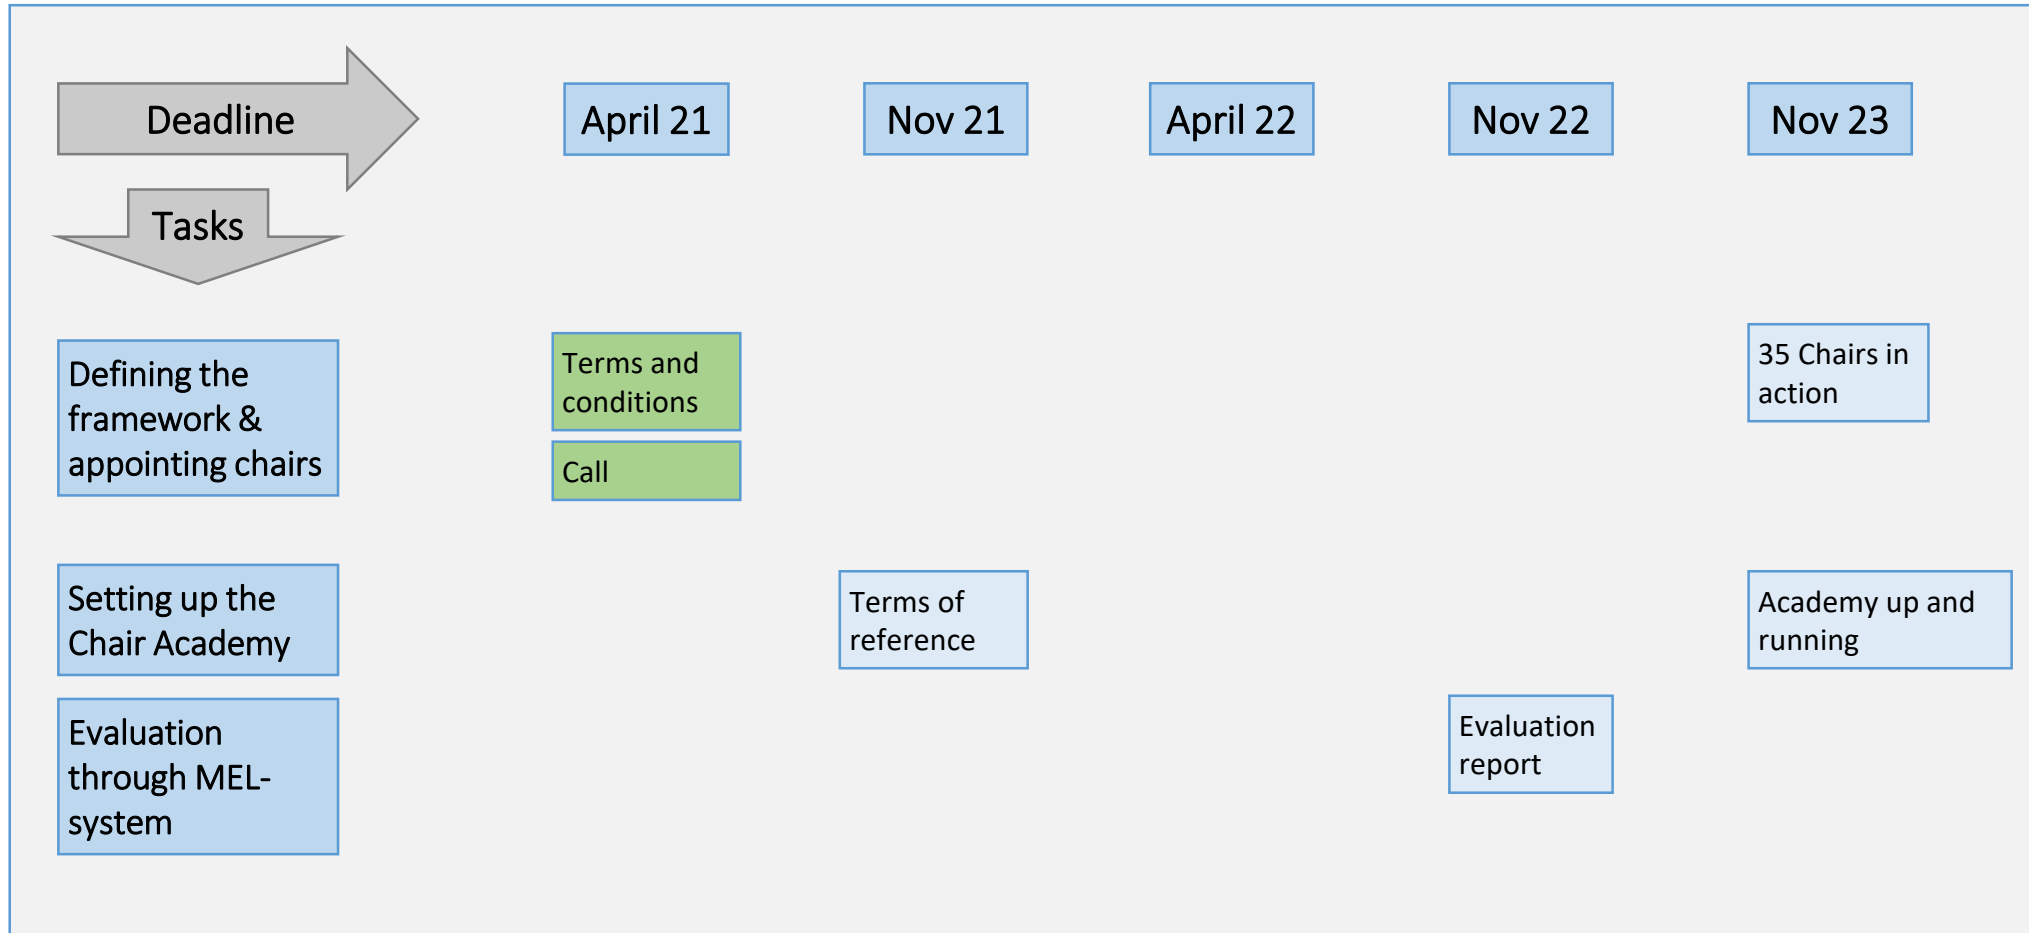 Deadline
April 21
Nov 21
April 22
Nov 22
Nov 23
Tasks
Defining the
framework &
appointing chairs
Terms and
conditions
Call
35 Chairs in
action
Setting up the
Chair Academy
Terms of
reference
Academy up and
running
Evaluation
through MEL-
system
Evaluation
report